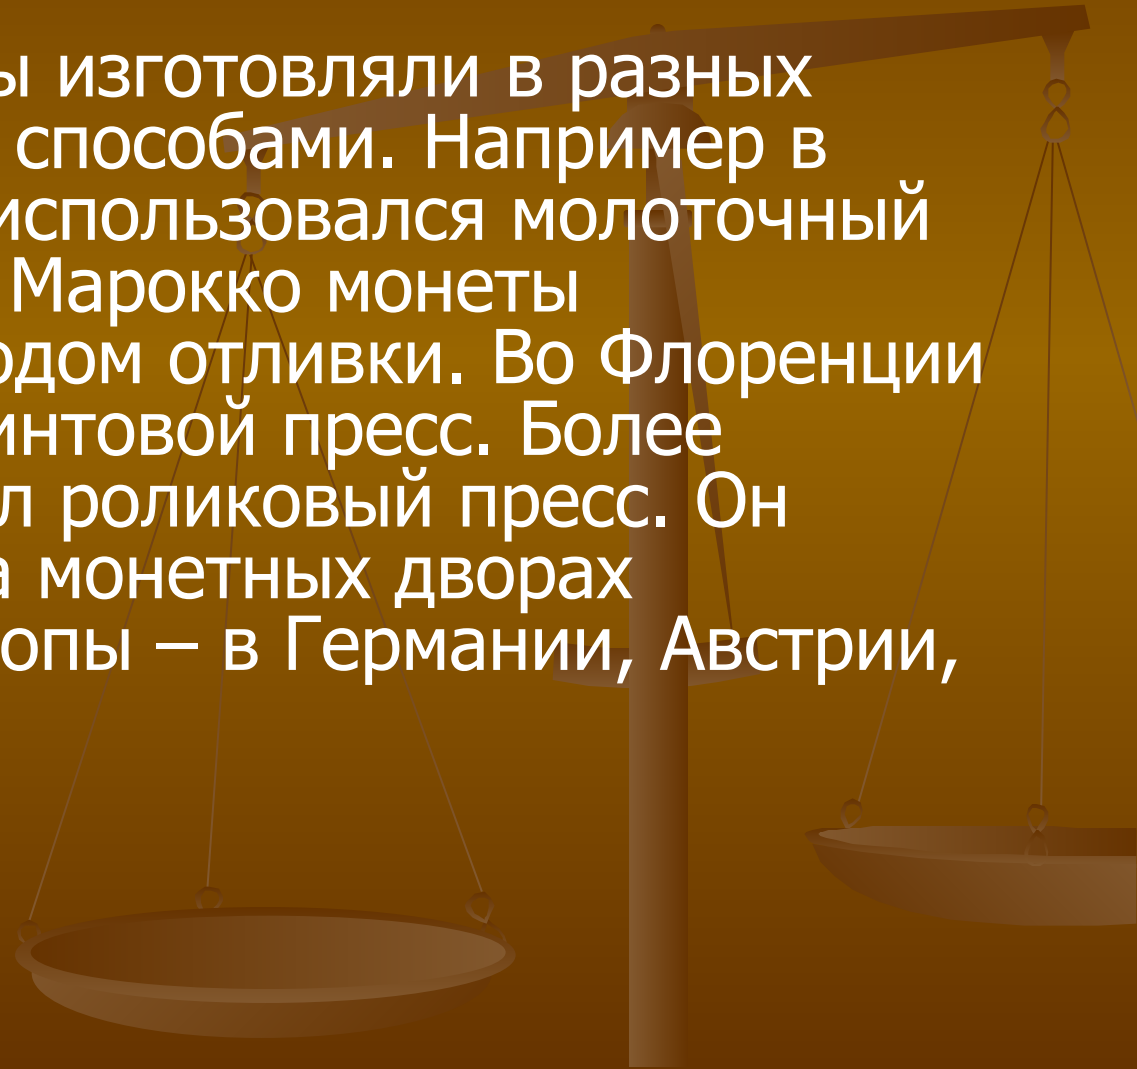 ы изготовляли в разных
способами. Например в
использовался молоточный
Марокко монеты
одом отливки. Во Флоренции
интовой пресс. Более
л роликовый пресс. Он
а монетных дворах
опы – в Германии, Австрии,